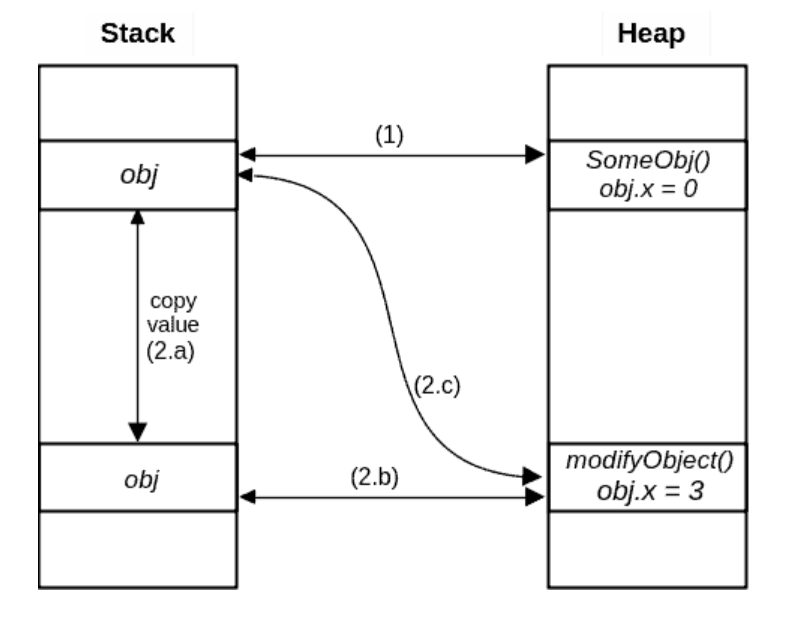 Stack
Heap
(1)
obj
SomeObj()
obj.x = 0
copy
value
(2.a)
(2.c)
obj
(2.b)
modifyObject()
obj.x = 3